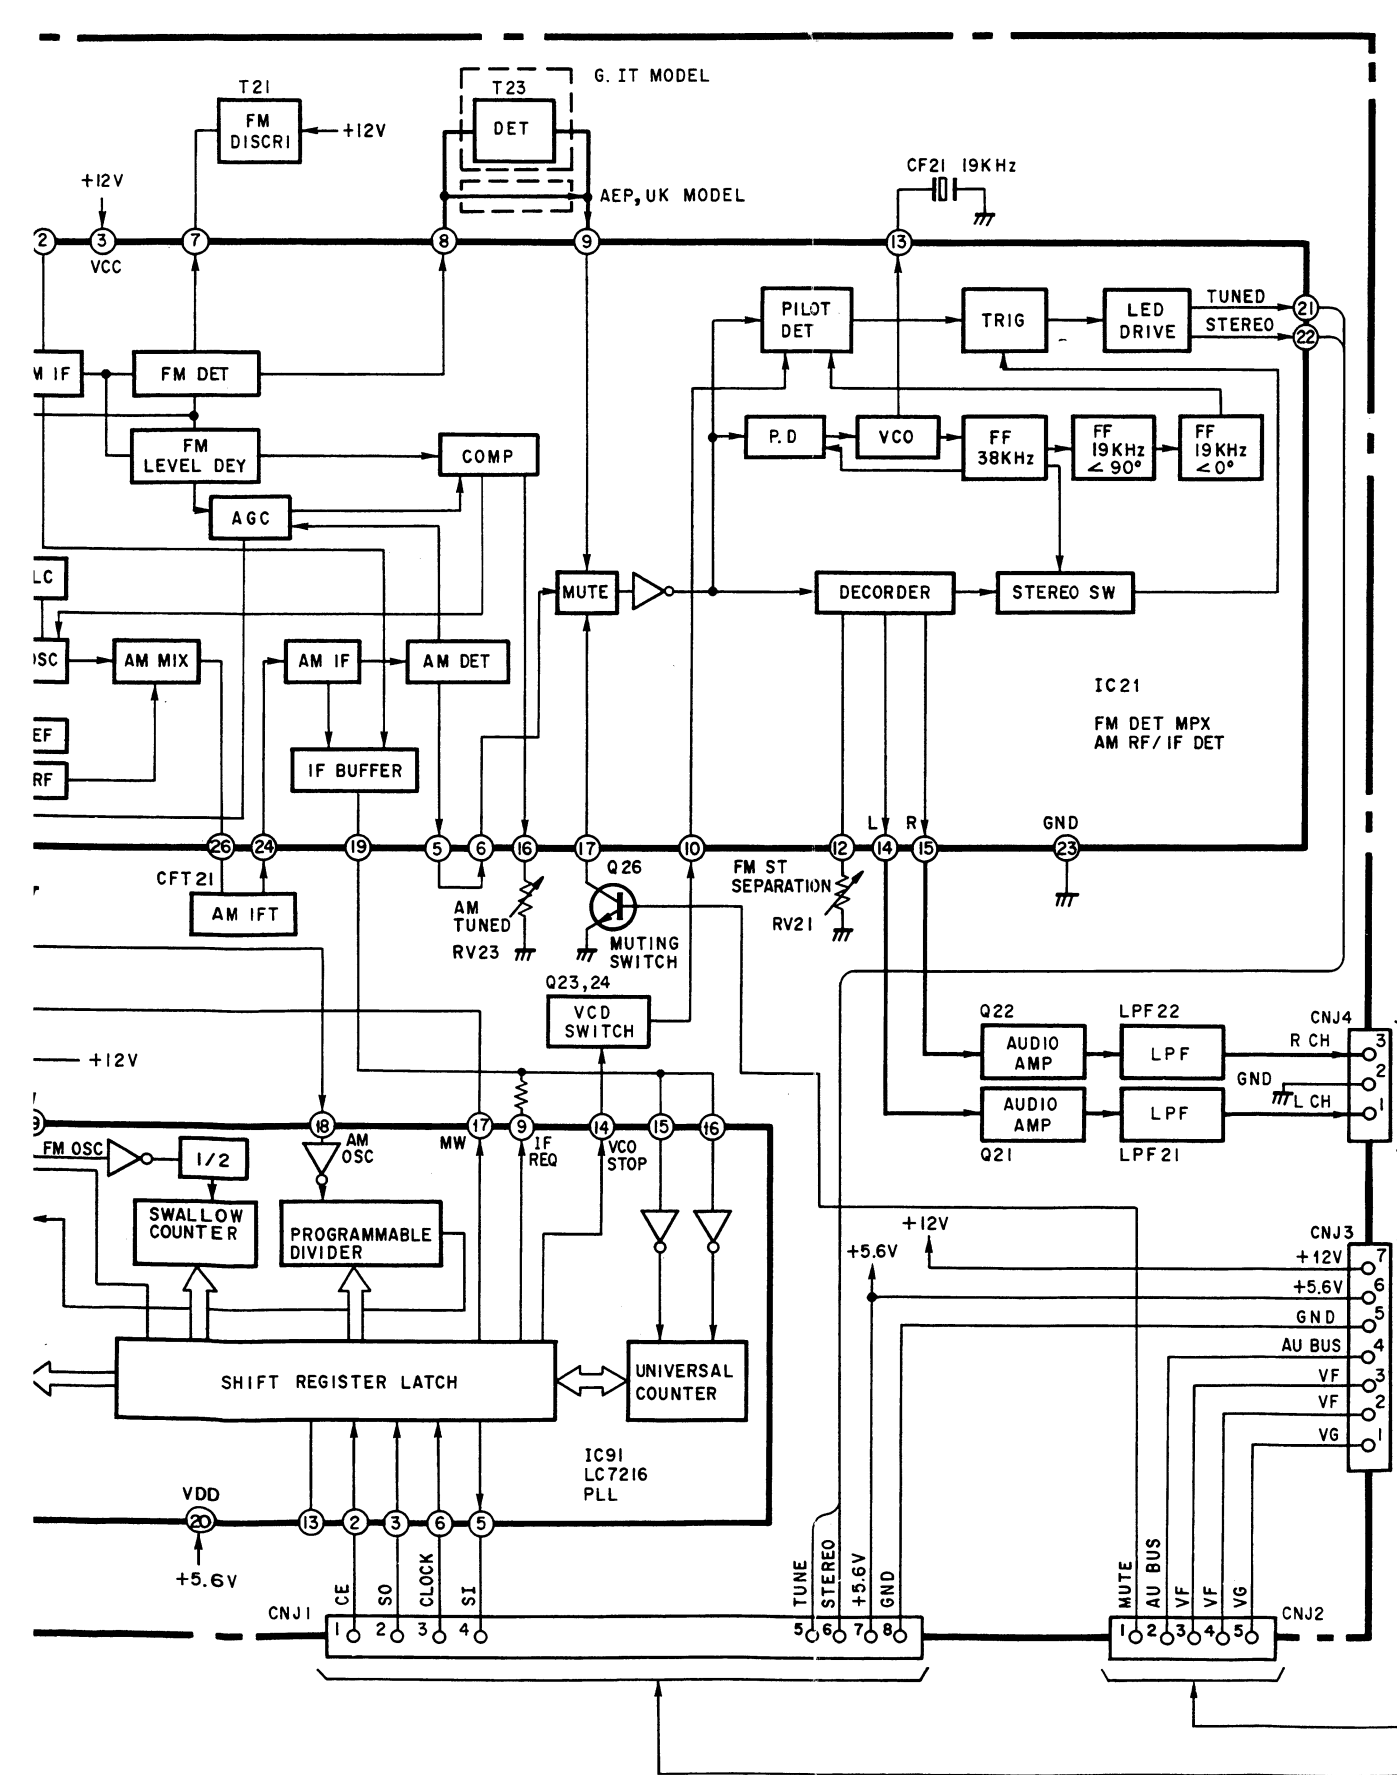 G. IT MODEL
T21
FM
DISCRI
+12V
T23
DET
AEP, UK MODEL
CF21 19KHz
+12V
2
3
7
8
9
13
VCC
PILOT
DET
TRIG
LED
DRIVE
TUNED
21
STEREO
22
M IF
FM DET
FM
LEVEL DEY
COMP
P.D
VCO
FF
38KHz
FF
19KHz
<90°
FF
19KHz
<0°
AGC
LC
MUTE
DECORDER
STEREO SW
OSC
AM MIX
AM IF
AM DET
IC21
FM DET MPX
AM RF/IF DET
EF
RF
IF BUFFER
L
R
GND
26
24
19
5
6
16
17
10
12
14
15
23
CFT21
AM IFT
AM
TUNED
RV23
Q26
MUTING
SWITCH
FM ST
SEPARATION
RV21
Q23,24
VCD
SWITCH
Q22
AUDIO
AMP
LPF22
LPF
CNJ4
R CH
3
GND
2
L CH
1
AUDIO
AMP
Q21
LPF
LPF21
+12V
18
AM
OSC
MW
17
9
IF
REQ
14
VCO
STOP
15
16
FM OSC
1/2
SWALLOW
COUNTER
PROGRAMMABLE
DIVIDER
+12V
+5.6V
CNJ3
+12V
7
+5.6V
6
GND
5
AU BUS
4
VF
3
VF
2
VG
1
SHIFT REGISTER LATCH
UNIVERSAL
COUNTER
IC91
LC7216
PLL
VDD
20
+5.6V
13
2
3
6
5
CE
SO
CLOCK
SI
TUNE
STEREO
+5.6V
GND
MUTE
AU BUS
VF
VF
VG
CNJ1
1
2
3
4
5
6
7
8
1
2
3
4
5
CNJ2